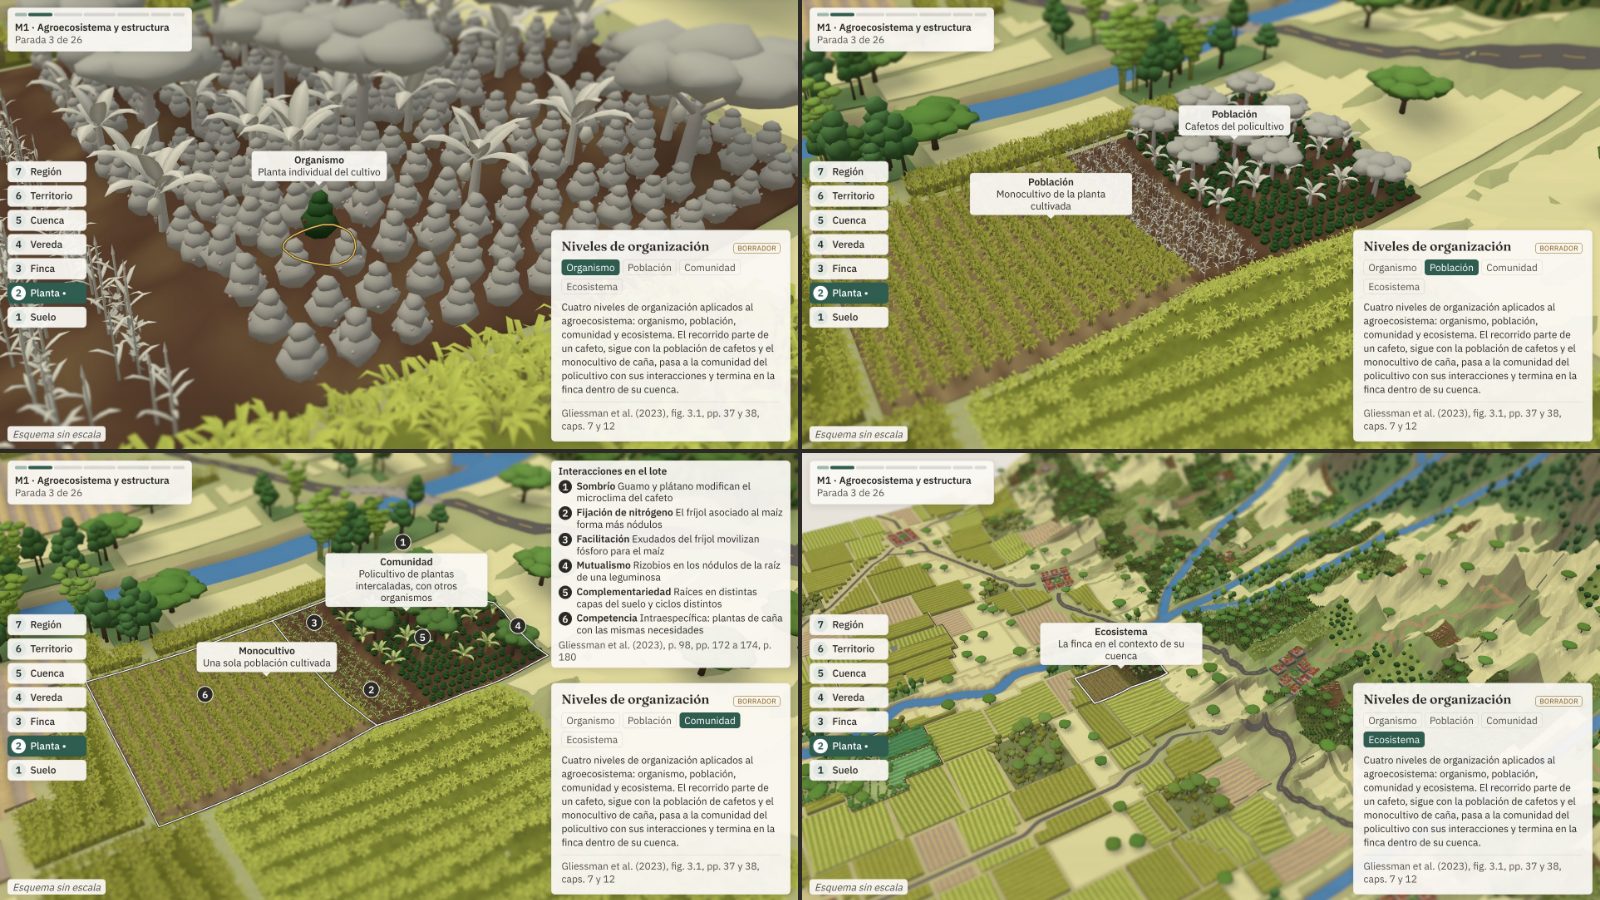 M1 · Agroecosistema y estructura
Parada 3 de 26
Organismo
Planta individual del cultivo
7 Región
6 Territorio
5 Cuenca
4 Vereda
3 Finca
2 Planta •
1 Suelo
Esquema sin escala
Niveles de organización
BORRADOR
Organismo Población Comunidad
Ecosistema
Cuatro niveles de organización aplicados al
agroecosistema: organismo, población,
comunidad y ecosistema. El recorrido parte de
un cafeto, sigue con la población de cafetos y el
monocultivo de caña, pasa a la comunidad del
policultivo con sus interacciones y termina en la
finca dentro de su cuenca.
Gliessman et al. (2023), fig. 3.1, pp. 37 y 38,
caps. 7 y 12
M1 · Agroecosistema y estructura
Parada 3 de 26
Población
Cafetos del policultivo
Población
Monocultivo de la planta
cultivada
7 Región
6 Territorio
5 Cuenca
4 Vereda
3 Finca
2 Planta •
1 Suelo
Esquema sin escala
Niveles de organización
BORRADOR
Organismo Población Comunidad
Ecosistema
Cuatro niveles de organización aplicados al
agroecosistema: organismo, población,
comunidad y ecosistema. El recorrido parte de
un cafeto, sigue con la población de cafetos y el
monocultivo de caña, pasa a la comunidad del
policultivo con sus interacciones y termina en la
finca dentro de su cuenca.
Gliessman et al. (2023), fig. 3.1, pp. 37 y 38,
caps. 7 y 12
M1 · Agroecosistema y estructura
Parada 3 de 26
1
Comunidad
Policultivo de plantas
intercaladas, con otros
organismos
3
4
5
Monocultivo
Una sola población cultivada
6
2
7 Región
6 Territorio
5 Cuenca
4 Vereda
3 Finca
2 Planta •
1 Suelo
Esquema sin escala
Interacciones en el lote
1 Sombrío Guamo y plátano modifican el
microclima del cafeto
2 Fijación de nitrógeno El fríjol asociado al maíz
forma más nódulos
3 Facilitación Exudados del fríjol movilizan
fósforo para el maíz
4 Mutualismo Rizobios en los nódulos de la raíz
de una leguminosa
5 Complementariedad Raíces en distintas
capas del suelo y ciclos distintos
6 Competencia Intraespecífica: plantas de caña
con las mismas necesidades
Gliessman et al. (2023), p. 98, pp. 172 a 174, p.
180
Niveles de organización
BORRADOR
Organismo Población Comunidad
Ecosistema
Cuatro niveles de organización aplicados al
agroecosistema: organismo, población,
comunidad y ecosistema. El recorrido parte de
un cafeto, sigue con la población de cafetos y el
monocultivo de caña, pasa a la comunidad del
policultivo con sus interacciones y termina en la
finca dentro de su cuenca.
Gliessman et al. (2023), fig. 3.1, pp. 37 y 38,
caps. 7 y 12
M1 · Agroecosistema y estructura
Parada 3 de 26
Ecosistema
La finca en el contexto de su
cuenca
7 Región
6 Territorio
5 Cuenca
4 Vereda
3 Finca
2 Planta •
1 Suelo
Esquema sin escala
Niveles de organización
BORRADOR
Organismo Población Comunidad
Ecosistema
Cuatro niveles de organización aplicados al
agroecosistema: organismo, población,
comunidad y ecosistema. El recorrido parte de
un cafeto, sigue con la población de cafetos y el
monocultivo de caña, pasa a la comunidad del
policultivo con sus interacciones y termina en la
finca dentro de su cuenca.
Gliessman et al. (2023), fig. 3.1, pp. 37 y 38,
caps. 7 y 12